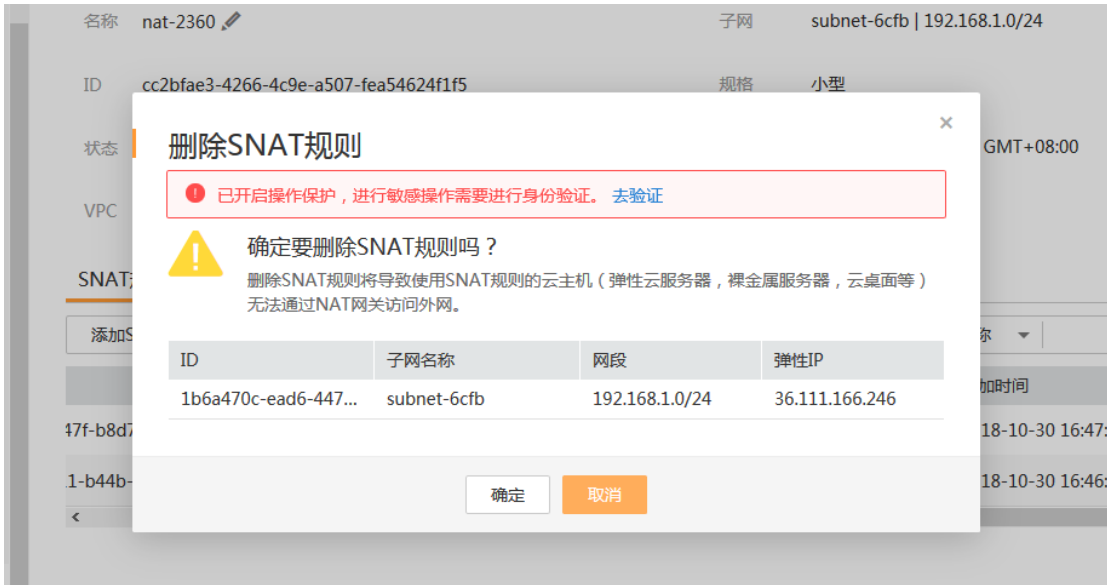 名称 nat-2360 子网 subnet-6cfb | 192.168.1.0/24
ID cc2bfae3-4266-4c9e-a507-fea54624f1f5 规格 小型
状态 GMT+08:00
VPC
删除SNAT规则
已开启操作保护，进行敏感操作需要进行身份验证。 去验证
确定要删除SNAT规则吗？
删除SNAT规则将导致使用SNAT规则的云主机（弹性云服务器，裸金属服务器，云桌面等）
无法通过NAT网关访问外网。
SNAT
添加S 称
ID 子网名称 网段 弹性IP
加时间
1b6a470c-ead6-447... subnet-6cfb 192.168.1.0/24 36.111.166.246
47f-b8d7 18-10-30 16:47:
1-b44b- 18-10-30 16:46:
确定 取消